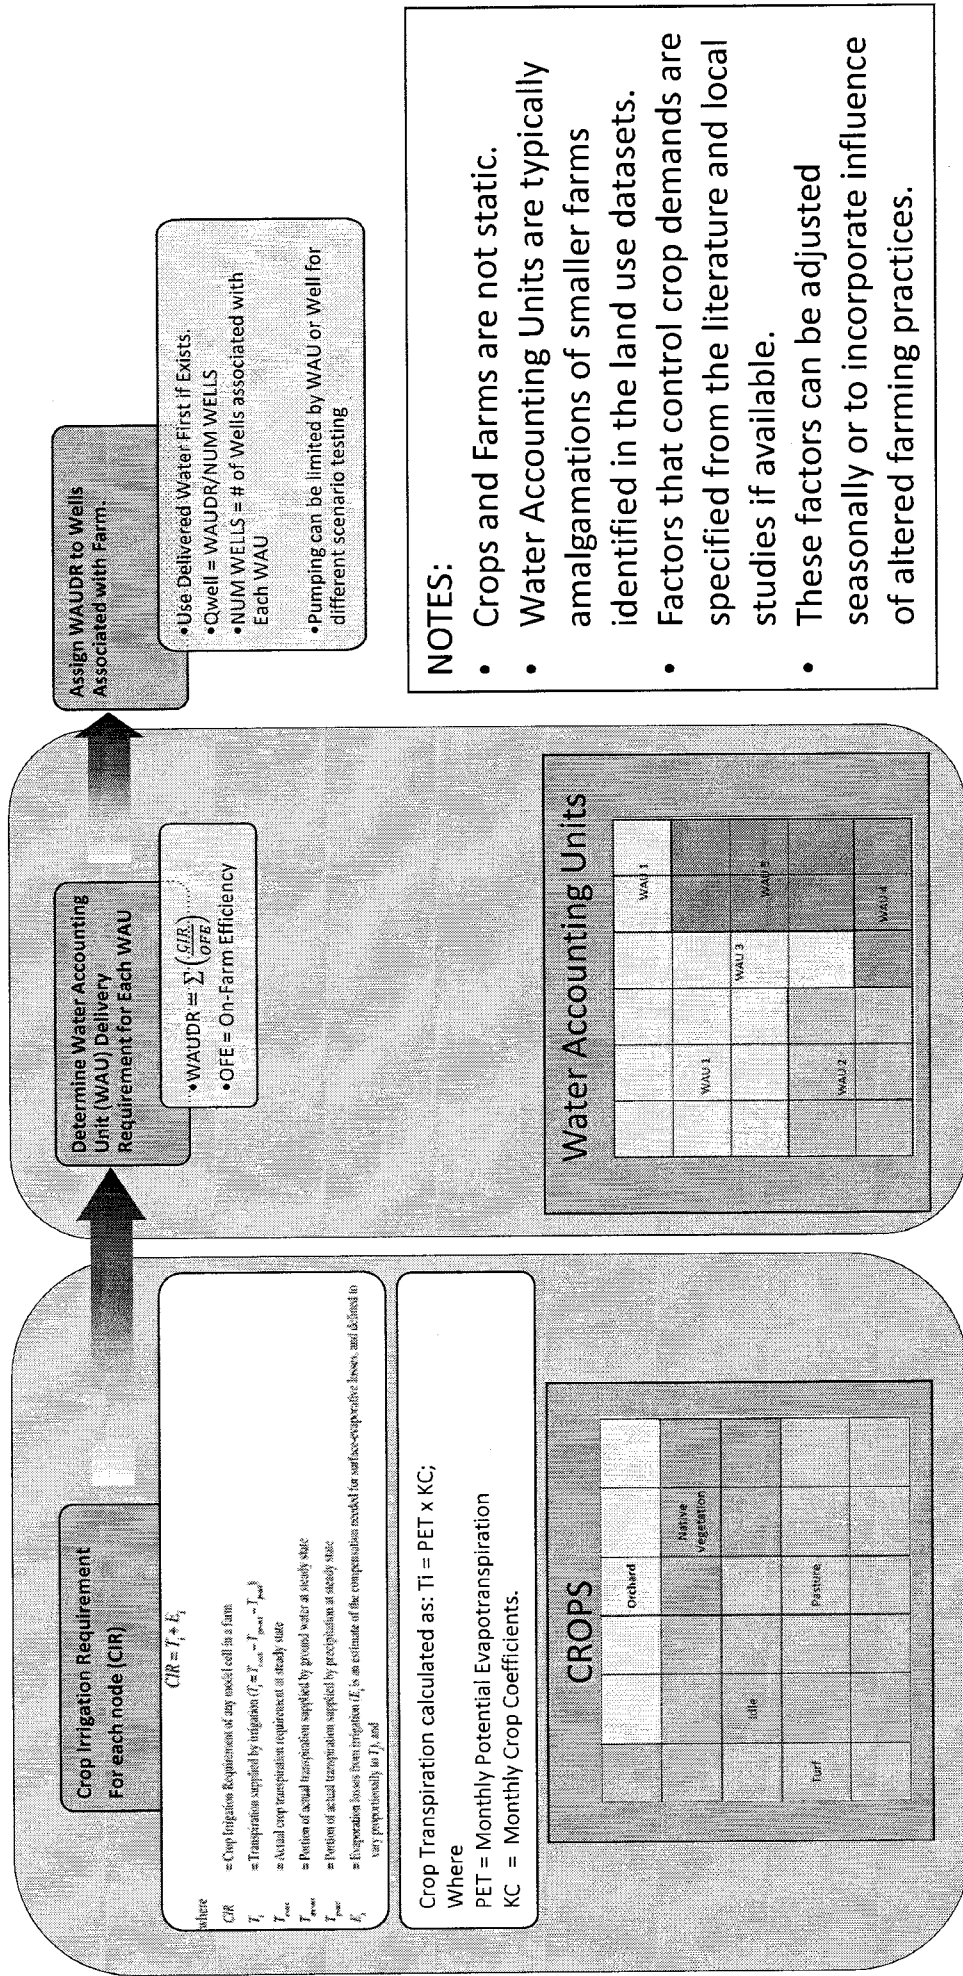 Crop Irrigation Requirement
For each node (CIR)
CIR = Ti + Ei
where
CIR = Crop Irrigation Requirement of any model cell in a farm
Ti = Transpiration supplied by irrigation
= Actual crop transpiration requirement at steady state
= Portion of actual transpiration supplied by ground water at steady state
= Portion of actual transpiration supplied by precipitation at steady state
Ei = Evaporation losses from irrigation (Ei is an estimate of the compensation needed for surface-evaporative losses, and defined to
vary proportionally to Ti), and
Crop Transpiration calculated as: Ti = PET x KC;
Where
PET = Monthly Potential Evapotranspiration
KC = Monthly Crop Coefficients.
CROPS
Orchard
Native
Vegetation
Idle
Pasture
Turf
Determine Water Accounting
Unit (WAU) Delivery
Requirement for Each WAU
•WAUDR = Σ (CIR/OFE)
•OFE = On-Farm Efficiency
Water Accounting Units
WAU 1
WAU 1
WAU 3
WAU 2
WAU 4
Assign WAUDR to Wells
Associated with Farm.
•Use Delivered Water First if Exists.
•Qwell = WAUDR/NUM WELLS
•NUM WELLS = # of Wells associated with
Each WAU
•Pumping can be limited by WAU or Well for
different scenario testing
NOTES:
• Crops and Farms are not static.
• Water Accounting Units are typically
amalgamations of smaller farms
identified in the land use datasets.
• Factors that control crop demands are
specified from the literature and local
studies if available.
• These factors can be adjusted
seasonally or to incorporate influence
of altered farming practices.